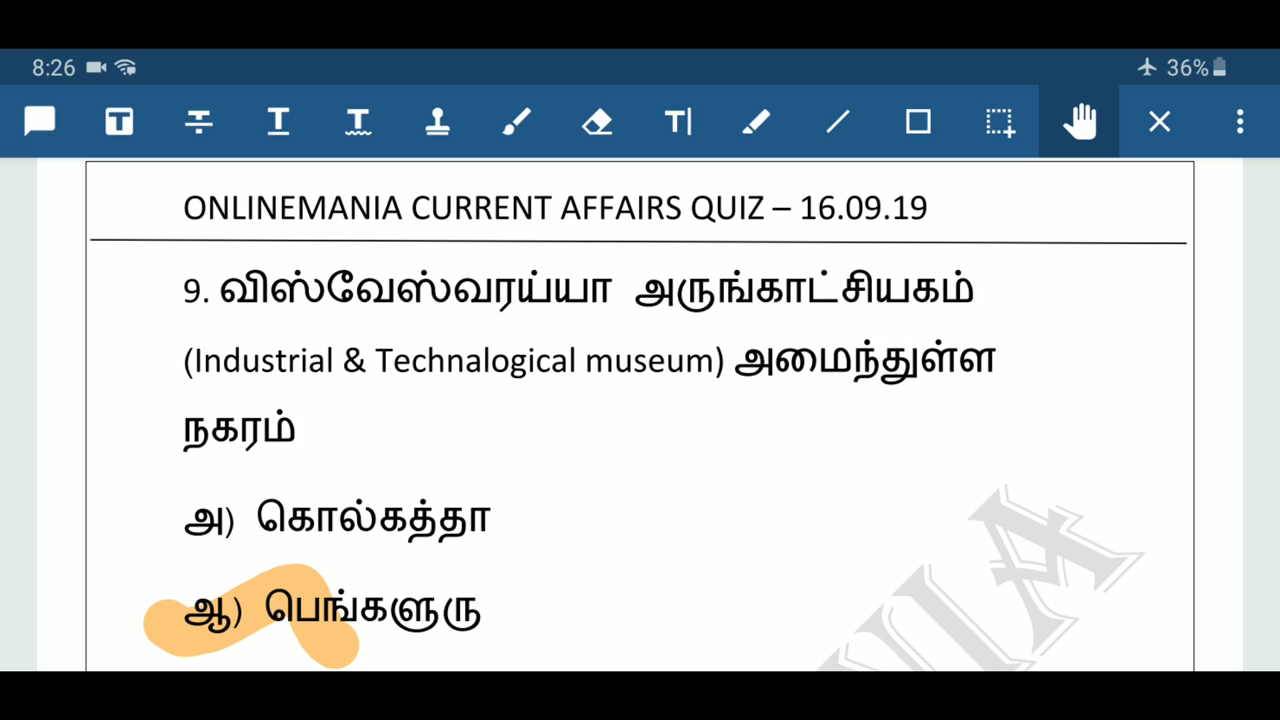 8:26
36%
ONLINEMANIA CURRENT AFFAIRS QUIZ – 16.09.19
9. விஸ்வேஸ்வரய்யா அருங்காட்சியகம்
(Industrial & Technalogical museum) அமைந்துள்ள
நகரம்
அ) கொல்கத்தா
ஆ) பெங்களுரு